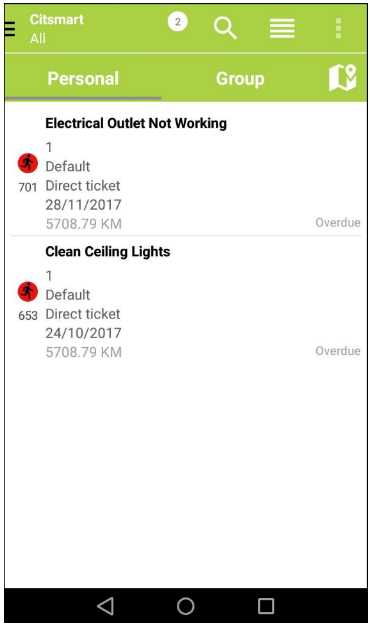 Citsmart
All
2
Personal
Group
Electrical Outlet Not Working
1
Default
701 Direct ticket
28/11/2017
5708.79 KM
Overdue
Clean Ceiling Lights
1
Default
653 Direct ticket
24/10/2017
5708.79 KM
Overdue